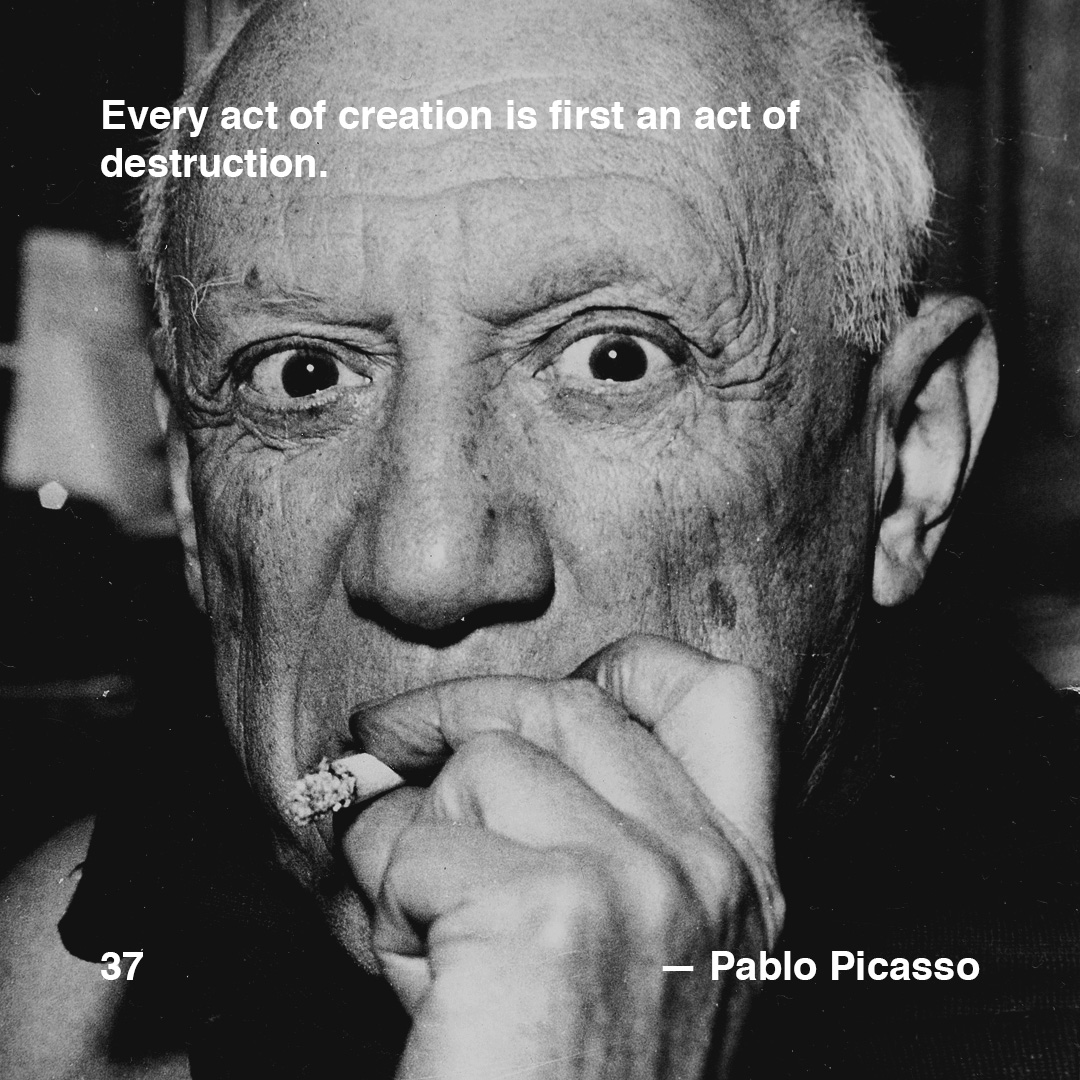 Every act of creation is first an act of
destruction.
37
— Pablo Picasso